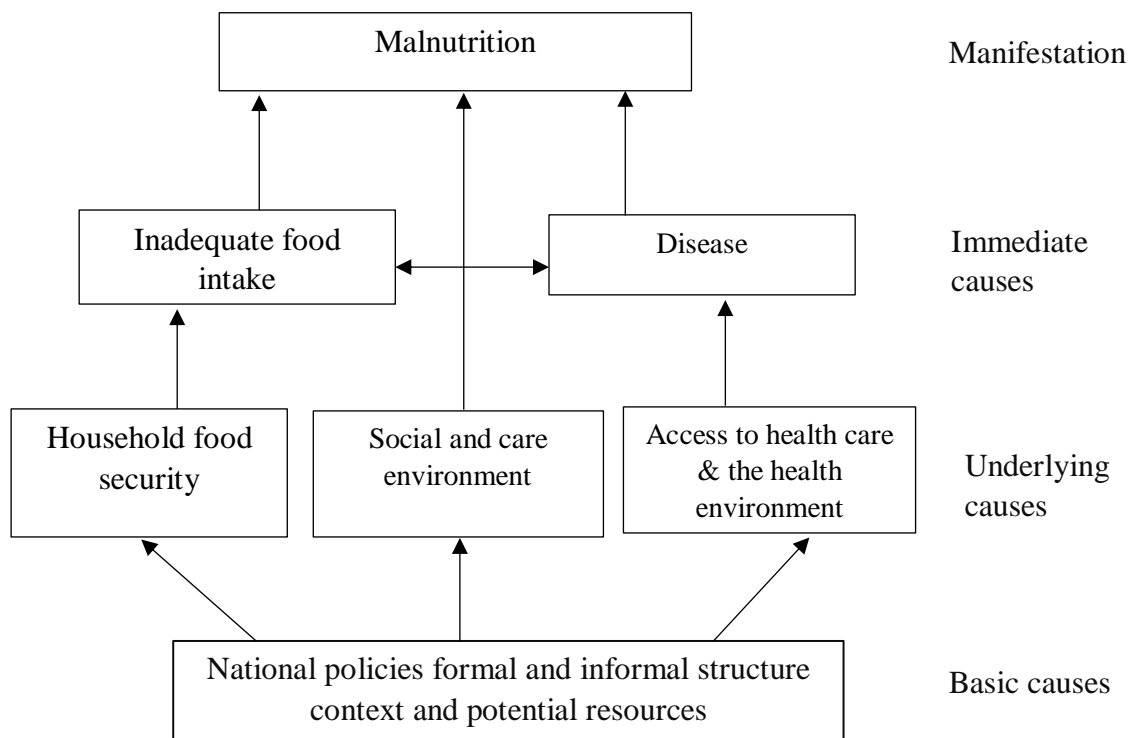 Malnutrition
Manifestation
Inadequate food
intake
Disease
Immediate
causes
Household food
security
Social and care
environment
Access to health care
& the health
environment
Underlying
causes
National policies formal and informal structure
context and potential resources
Basic causes